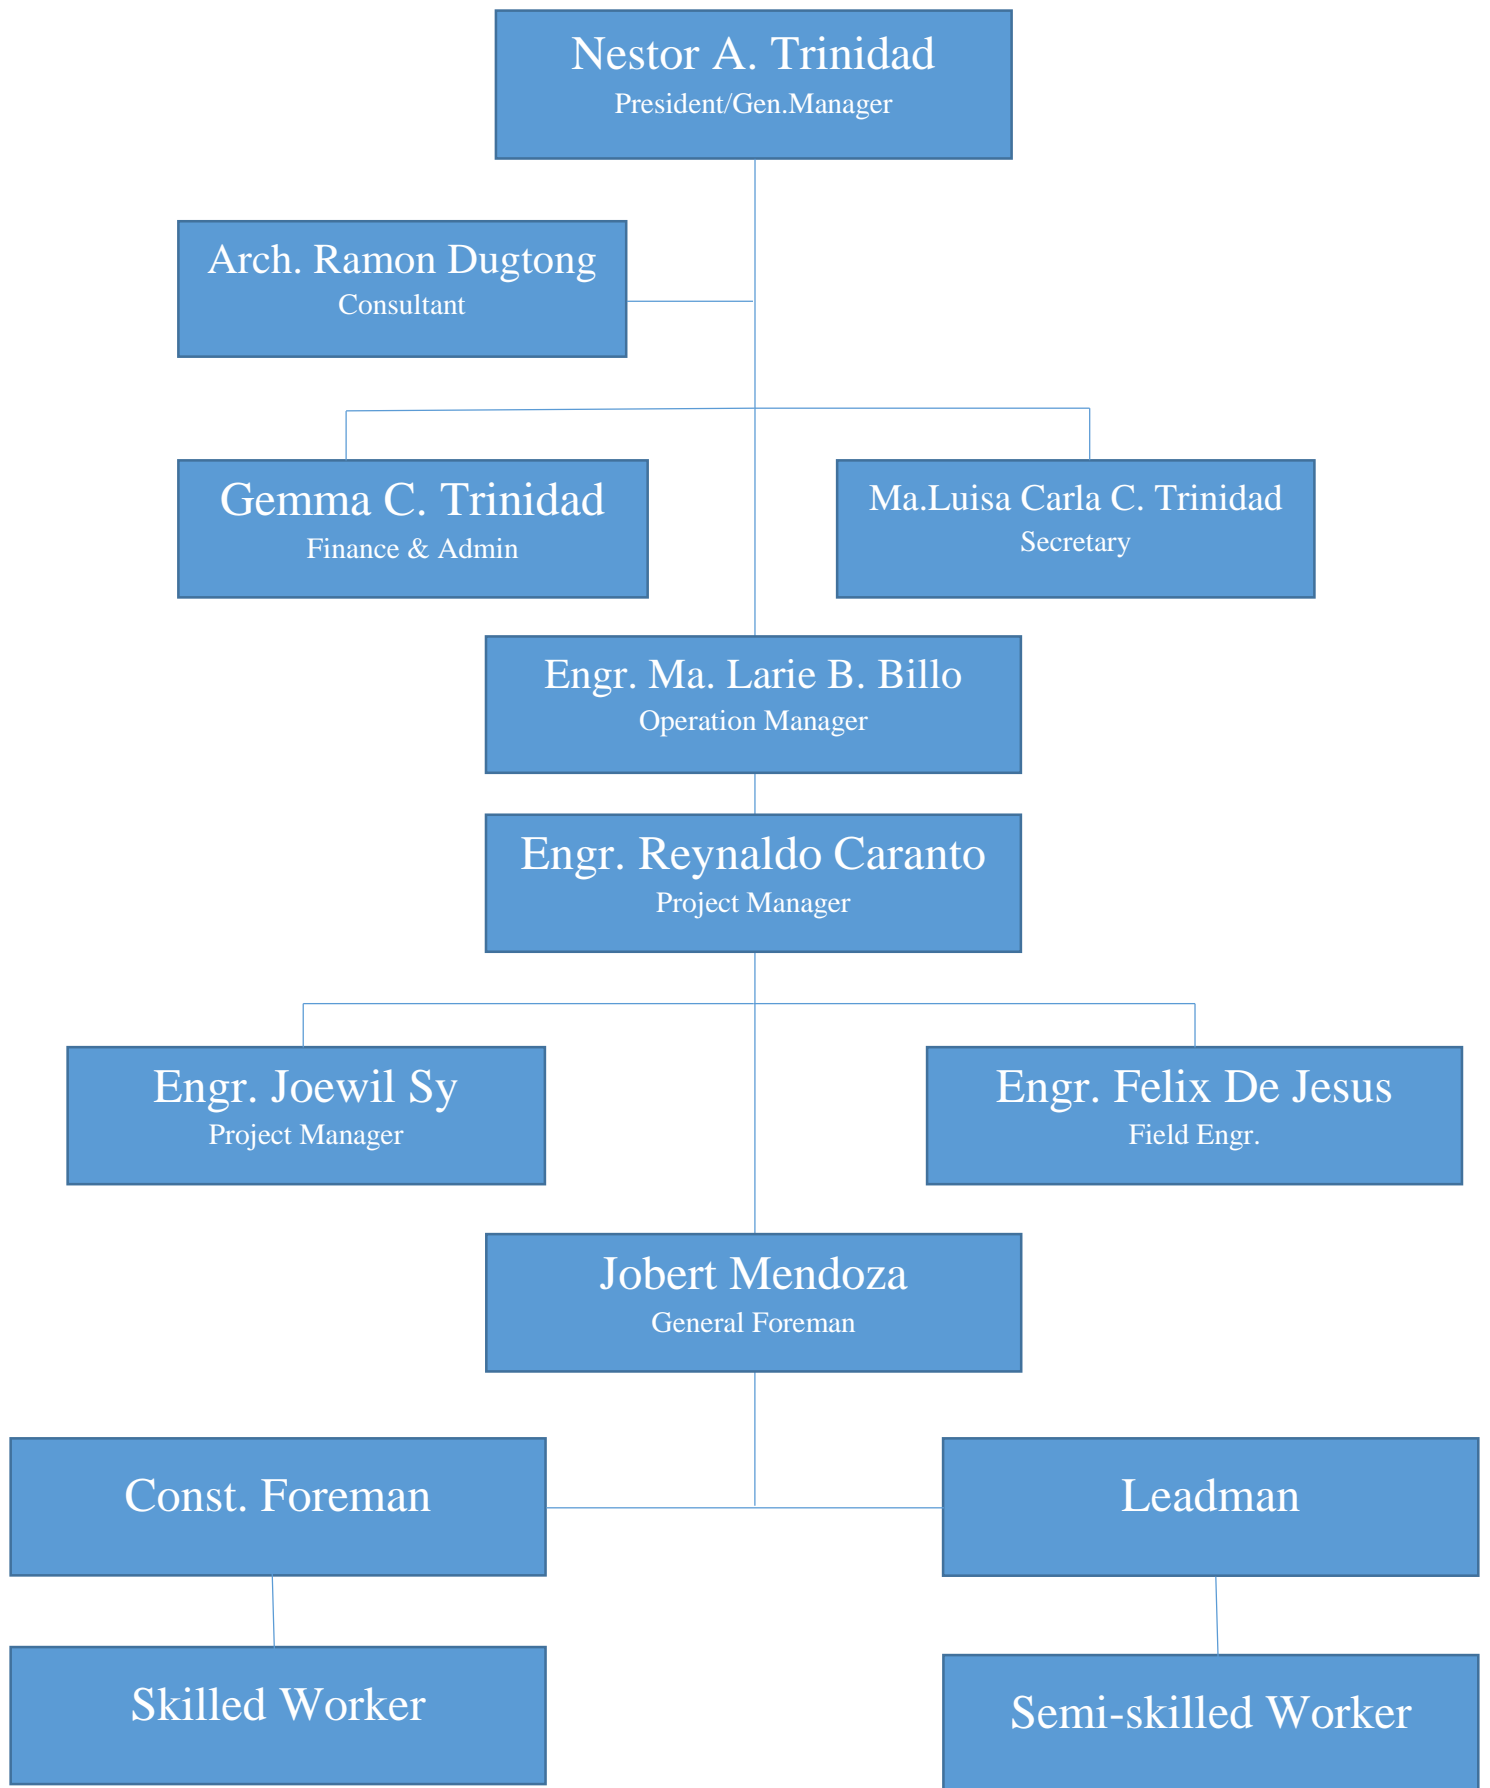 Nestor A. Trinidad
President/Gen.Manager
Arch. Ramon Dugtong
Consultant
Gemma C. Trinidad
Finance & Admin
Ma.Luisa Carla C. Trinidad
Secretary
Engr. Ma. Larie B. Billo
Operation Manager
Engr. Reynaldo Caranto
Project Manager
Engr. Joewil Sy
Project Manager
Engr. Felix De Jesus
Field Engr.
Jobert Mendoza
General Foreman
Const. Foreman
Leadman
Skilled Worker
Semi-skilled Worker